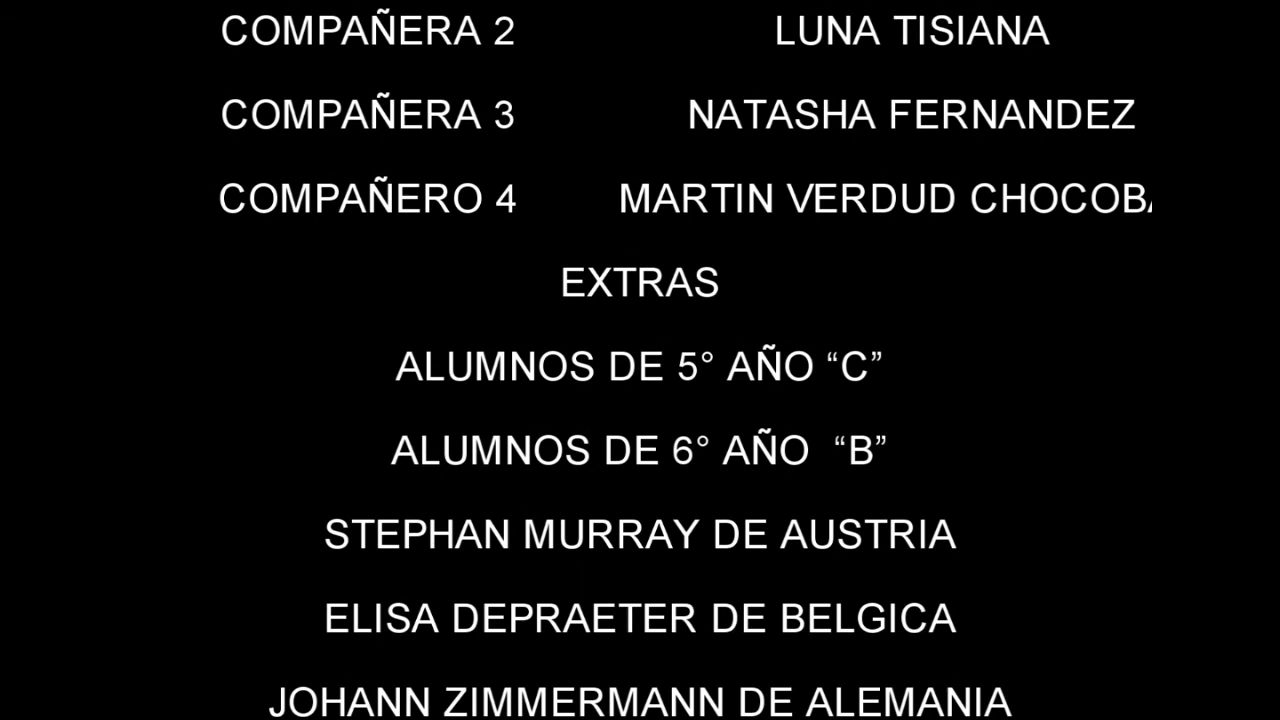 COMPAÑERA 2 LUNA TISIANA
COMPAÑERA 3 NATASHA FERNANDEZ
COMPAÑERO 4 MARTIN VERDUD
EXTRAS
ALUMNOS DE 5° AÑO “C”
ALUMNOS DE 6° AÑO “B”
STEPHAN MURRAY DE AUSTRIA
ELISA DEPRAETER DE BELGICA
JOHANN ZIMMERMANN DE ALEMANIA